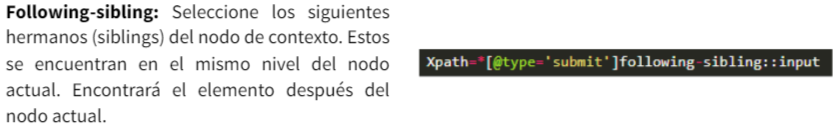 Following-sibling: Seleccione los siguientes
hermanos (siblings) del nodo de contexto. Estos
se encuentran en el mismo nivel del nodo
actual. Encontrará el elemento después del
nodo actual.
Xpath=*[@type='submit']following-sibling::input